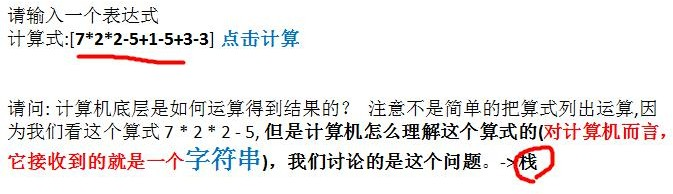 请输入一个表达式
计算式:[7*2*2-5+1-5+3-3] 点击计算
请问: 计算机底层是如何运算得到结果的？ 注意不是简单的把算式列出运算,因
为我们看这个算式 7 * 2 * 2 - 5, 但是计算机怎么理解这个算式的(对计算机而言，
它接收到的就是一个字符串)，我们讨论的是这个问题。->栈